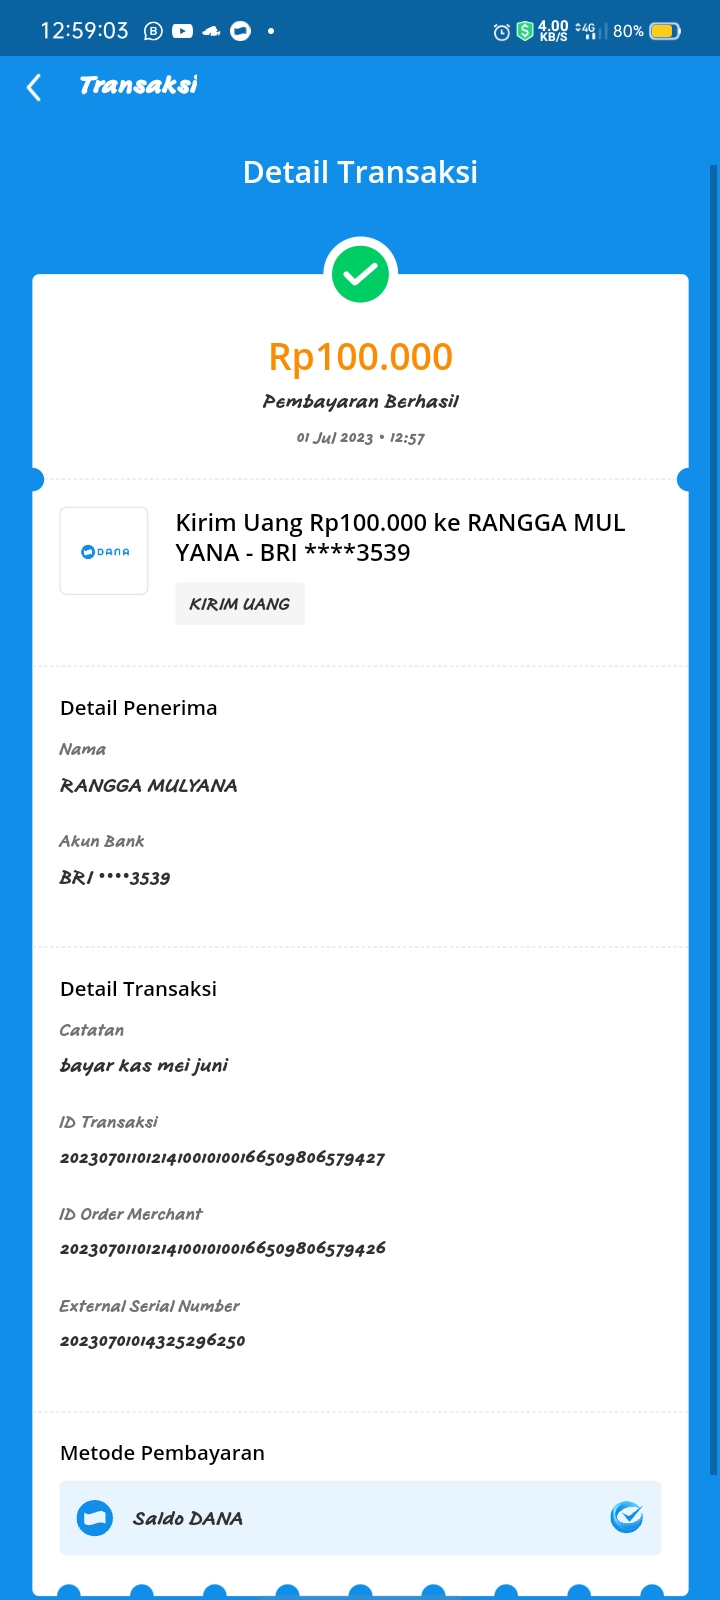 12:59:03 4.00 KB/S 4G 80%
Transaksi
Detail Transaksi
Rp100.000
Pembayaran Berhasil
01 Jul 2023 • 12:57
DANA
Kirim Uang Rp100.000 ke RANGGA MUL
YANA - BRI ****3539
KIRIM UANG
Detail Penerima
Nama
RANGGA MULYANA
Akun Bank
BRI ••••3539
Detail Transaksi
Catatan
bayar kas mei juni
ID Transaksi
2023070110121410010100166509806579427
ID Order Merchant
2023070110121410010100166509806579426
External Serial Number
20230701014325296250
Metode Pembayaran
Saldo DANA